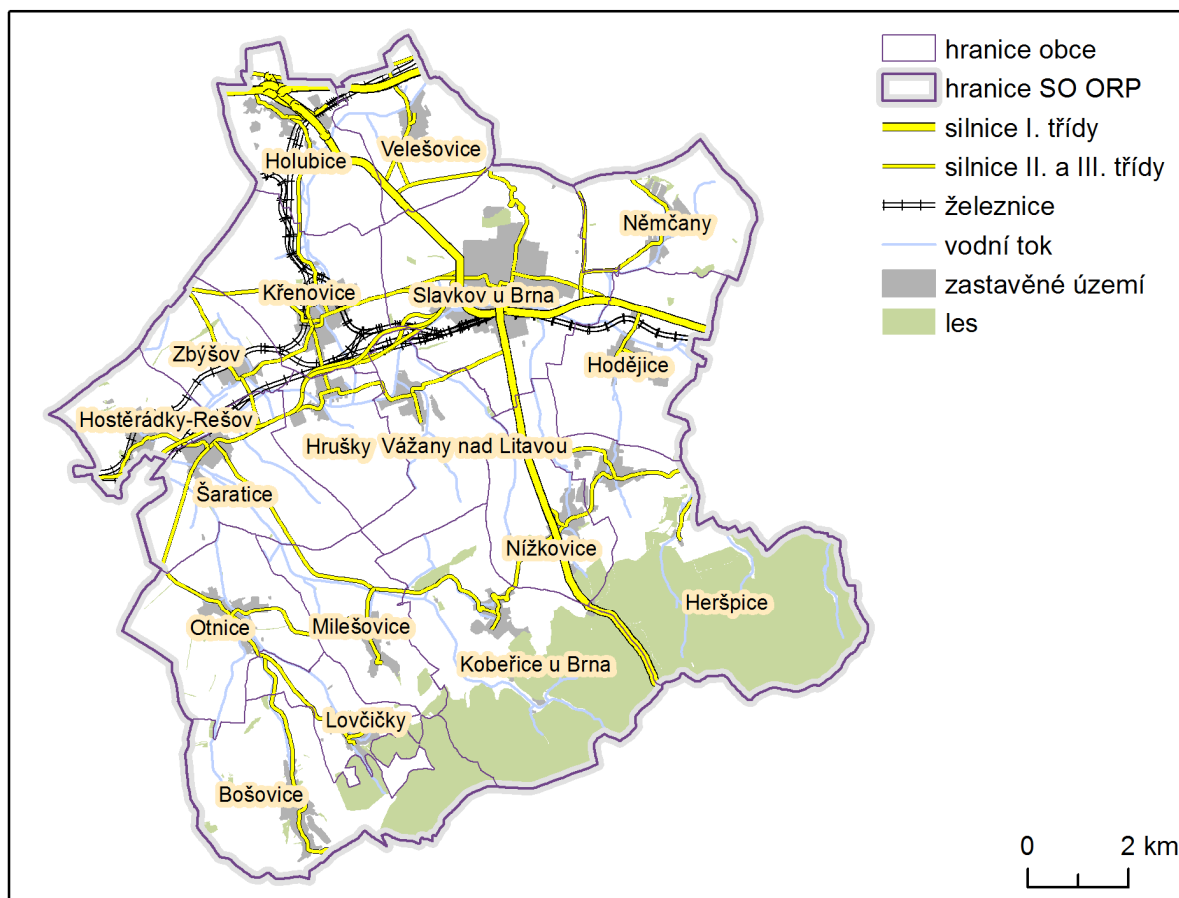 hranice obce
hranice SO ORP
silnice I. třídy
silnice II. a III. třídy
železnice
vodní tok
zastavěné území
les
Velešovice
Holubice
Němčany
Křenovice
Slavkov u Brna
Zbýšov
Hodějice
Hostěrádky-Rešov
Hrušky
Vážany nad Litavou
Šaratice
Nížkovice
Heršpice
Otnice
Milešovice
Kobeřice u Brna
Lovčičky
Bošovice
0 2 km